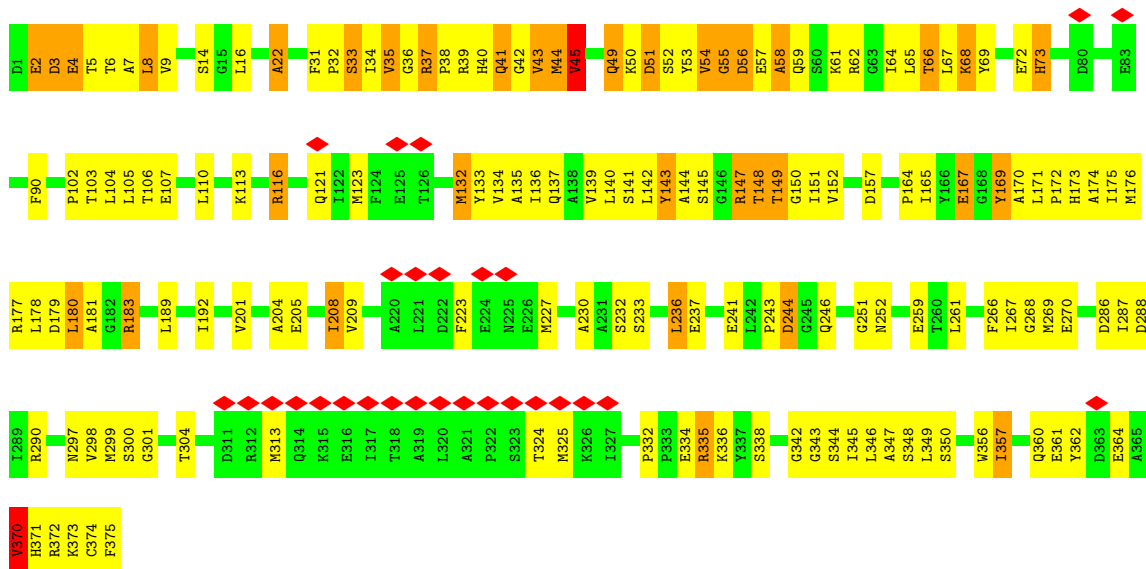 D1 E2 D3 E4 T5 T6 A7 L8 V9 S14 G15 L16 A22 F31 P32 S33 I34 V35 G36 R37 P38 R39 H40 Q41 G42 V43 M44 V45 Q49 K50 D51 S52 Y53 V54 G55 D56 E57 A58 Q59 S60 K61 R62 G63 I64 L65 T66 L67 K68 Y69 E72 H73 D80 E83
F90 P102 T103 L104 L105 T106 E107 L110 K113 R116 Q121 I122 M123 F124 E125 T126 M132 Y133 V134 A135 I136 Q137 A138 V139 L140 S141 L142 Y143 A144 S145 G146 R147 T148 T149 G150 I151 V152 D157 P164 I165 Y166 E167 G168 Y169 A170 L171 P172 H173 A174 I175 M176
R177 L178 D179 L180 A181 G182 R183 L189 I192 V201 A204 E205 I208 V209 A220 L221 D222 F223 E224 N225 E226 M227 A230 A231 S232 S233 L236 E237 E241 L242 P243 D244 G245 Q246 G251 N252 E259 T260 L261 F266 I267 G268 M269 E270 D286 I287 D288
I289 R290 N297 V298 M299 S300 G301 T304 D311 R312 M313 Q314 K315 E316 I317 T318 A319 L320 A321 P322 S323 T324 M325 K326 I327 P332 P333 E334 R335 K336 Y337 S338 G342 G343 S344 I345 L346 A347 S348 L349 S350 W356 I357 Q360 E361 Y362 D363 E364 A365
V370 H371 R372 K373 C374 F375